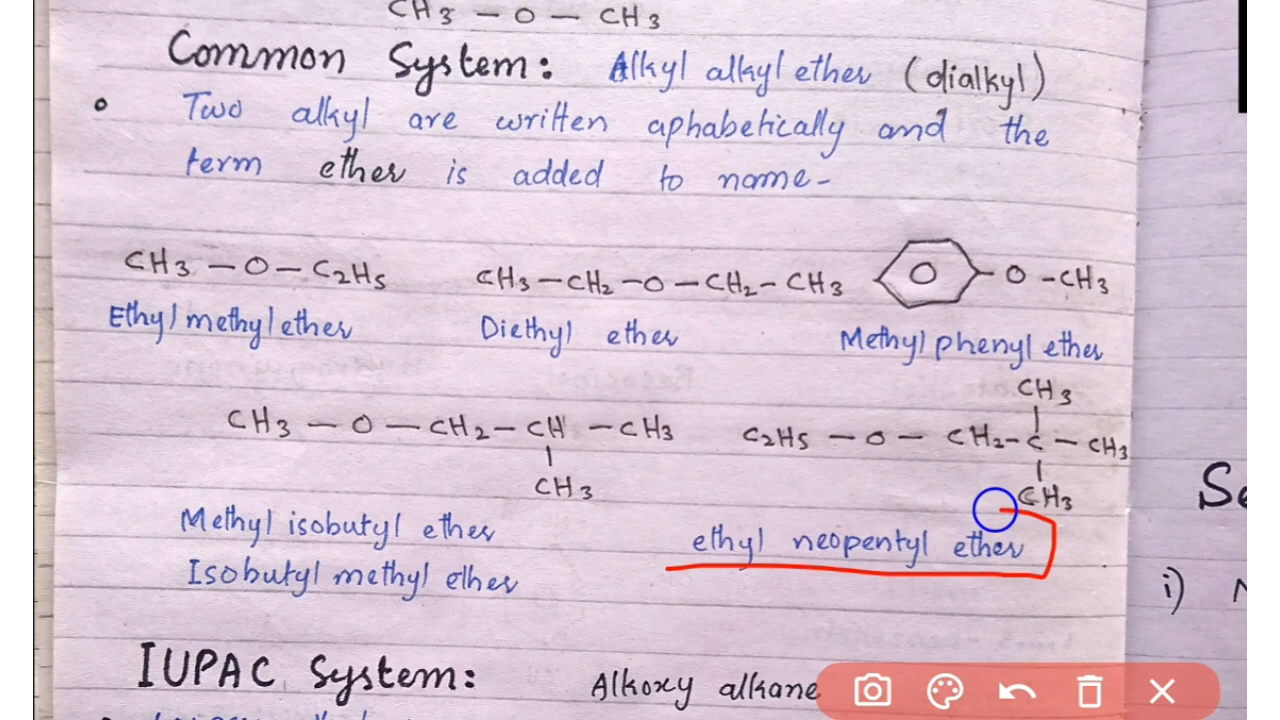 CH3 — O — CH3
Common System: Alkyl alkyl ether (dialkyl)
Two alkyl are written aphabetically and the
term ether is added to name-
CH3 — O — C2H5
Ethyl methyl ether
CH3 — CH2 — O — CH2 — CH3
Diethyl ether
O — CH3
Methyl phenyl ether
CH3 — O — CH2 — CH — CH3
CH3
Methyl isobutyl ether
Isobutyl methyl ether
CH3
C2H5 — O — CH2 — C — CH3
CH3
ethyl neopentyl ether
i)
IUPAC System: Alkoxy alkane